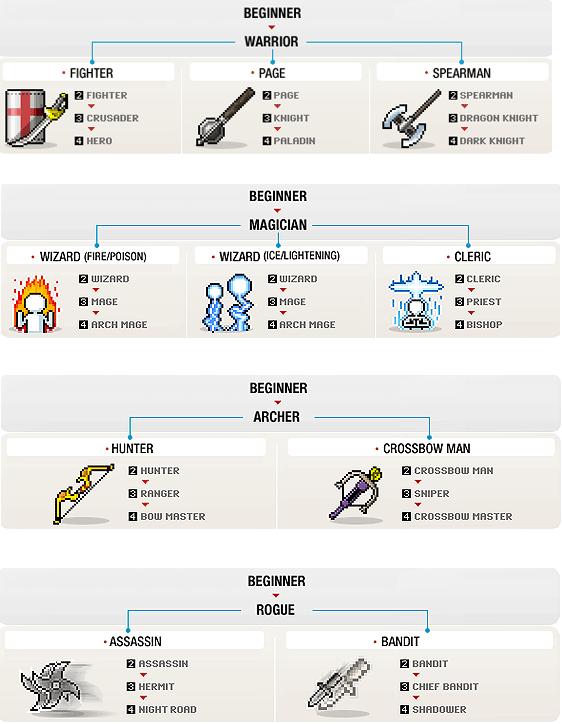 BEGINNER
WARRIOR
FIGHTER
2 FIGHTER
3 CRUSADER
4 HERO
PAGE
2 PAGE
3 KNIGHT
4 PALADIN
SPEARMAN
2 SPEARMAN
3 DRAGON KNIGHT
4 DARK KNIGHT
BEGINNER
MAGICIAN
WIZARD (FIRE/POISON)
2 WIZARD
3 MAGE
4 ARCH MAGE
WIZARD (ICE/LIGHTENING)
2 WIZARD
3 MAGE
4 ARCH MAGE
CLERIC
2 CLERIC
3 PRIEST
4 BISHOP
BEGINNER
ARCHER
HUNTER
2 HUNTER
3 RANGER
4 BOW MASTER
CROSSBOW MAN
2 CROSSBOW MAN
3 SNIPER
4 CROSSBOW MASTER
BEGINNER
ROGUE
ASSASSIN
2 ASSASSIN
3 HERMIT
4 NIGHT ROAD
BANDIT
2 BANDIT
3 CHIEF BANDIT
4 SHADOWER